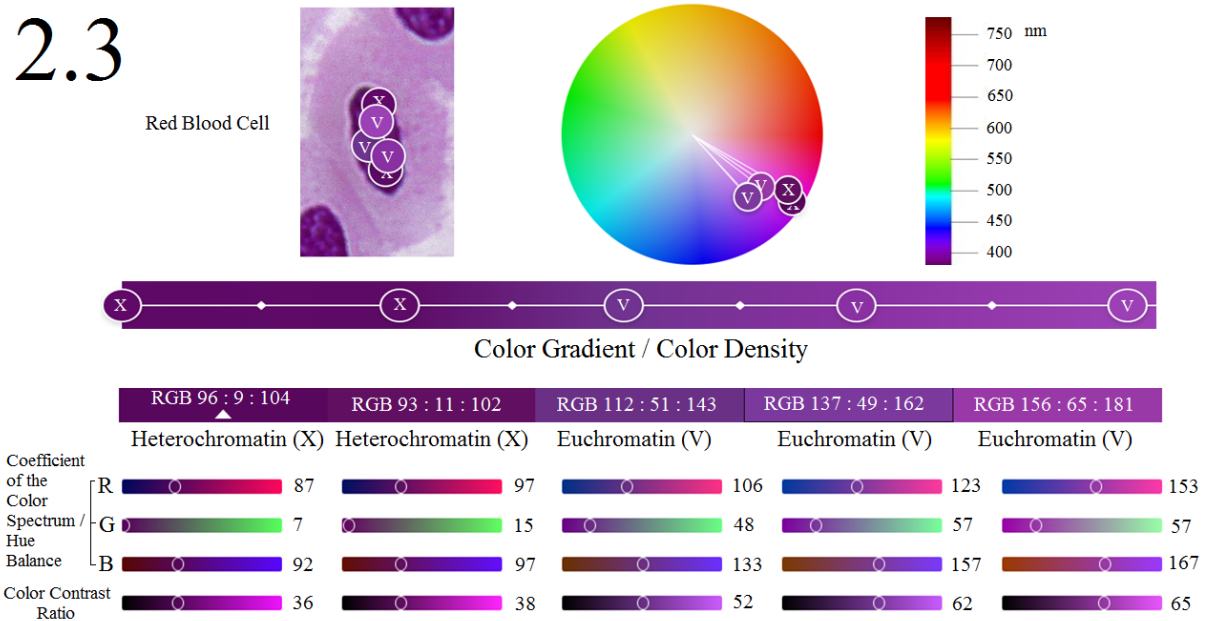 2.3
Red Blood Cell
X
V
V
V
X
V
V
X
X
750 nm
700
650
600
550
500
450
400
X X V V V
Color Gradient / Color Density
RGB 96 : 9 : 104 RGB 93 : 11 : 102 RGB 112 : 51 : 143 RGB 137 : 49 : 162 RGB 156 : 65 : 181
Heterochromatin (X) Heterochromatin (X) Euchromatin (V) Euchromatin (V) Euchromatin (V)
Coefficient
of the
Color
Spectrum /
Hue
Balance
R 87 97 106 123 153
G 7 15 48 57 57
B 92 97 133 157 167
Color Contrast
Ratio
36 38 52 62 65